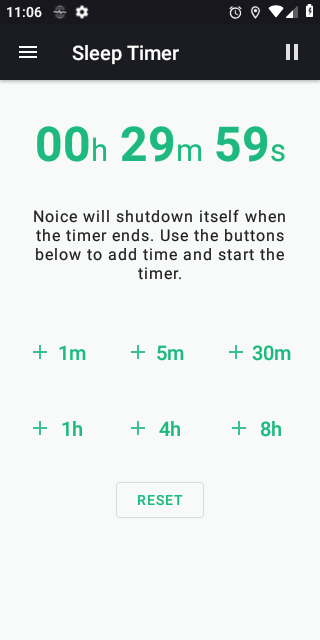 11:06
Sleep Timer
00h 29m 59s
Noice will shutdown itself when
the timer ends. Use the buttons
below to add time and start the
timer.
+ 1m + 5m + 30m
+ 1h + 4h + 8h
RESET